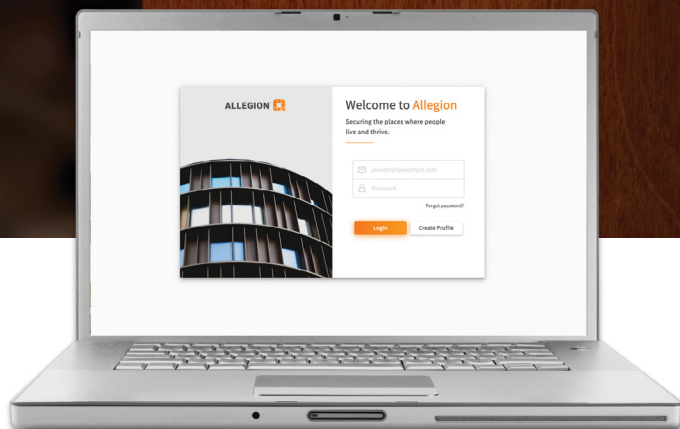 ALLEGION
Welcome to Allegion
Securing the places where people
live and thrive.
youremail@example.com
Password
Forgot password?
Login
Create Profile